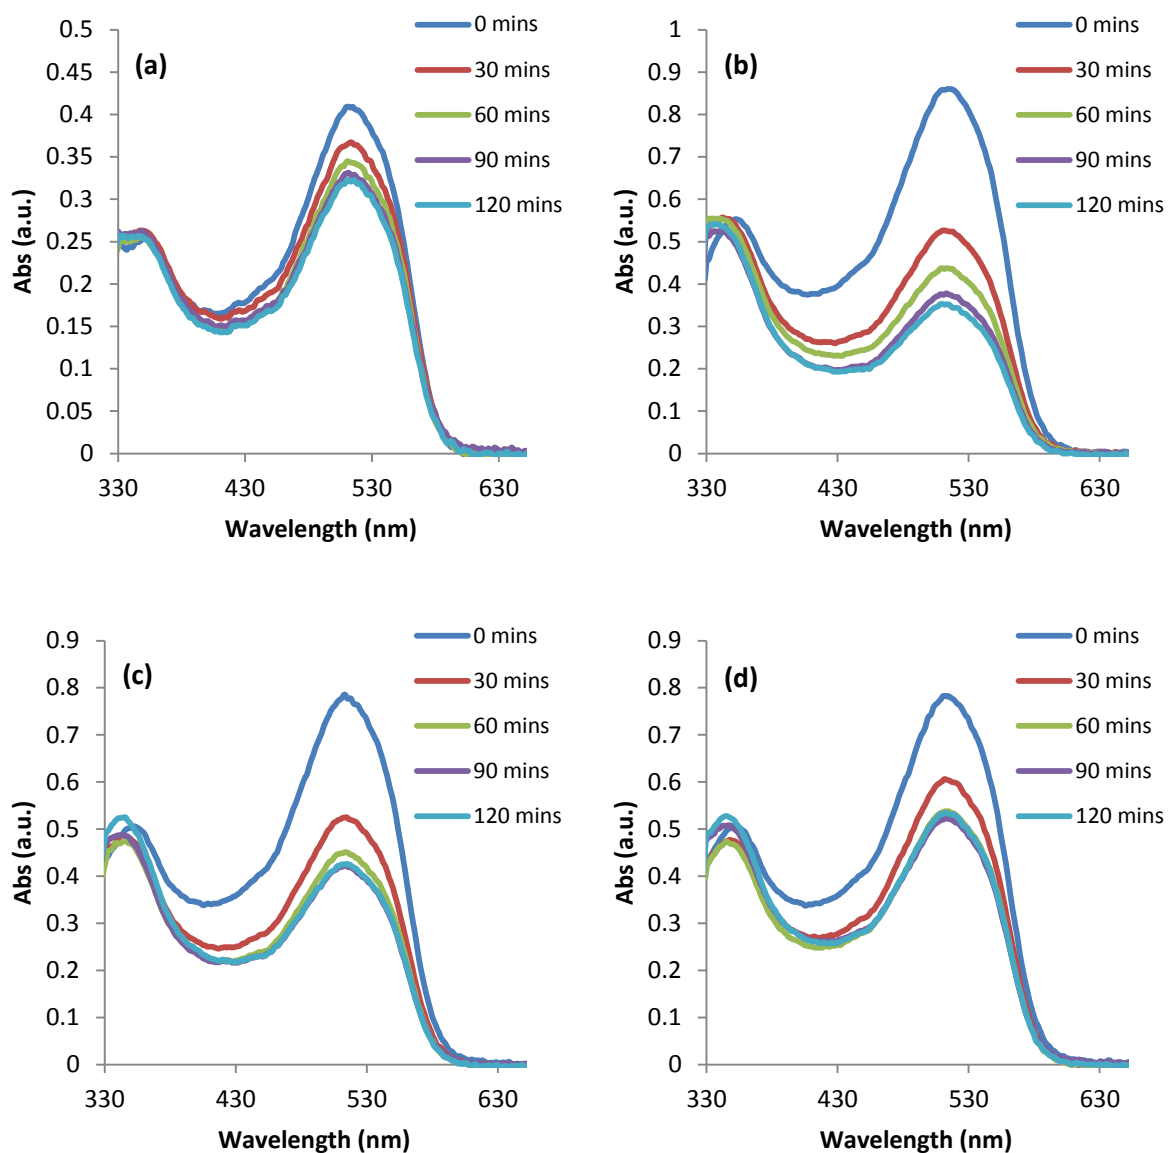 (a)
Abs (a.u.)
0.5
0.45
0.4
0.35
0.3
0.25
0.2
0.15
0.1
0.05
0
330
430
530
630
Wavelength (nm)
0 mins
30 mins
60 mins
90 mins
120 mins
(b)
Abs (a.u.)
1
0.9
0.8
0.7
0.6
0.5
0.4
0.3
0.2
0.1
0
330
430
530
630
Wavelength (nm)
0 mins
30 mins
60 mins
90 mins
120 mins
(c)
Abs (a.u.)
0.9
0.8
0.7
0.6
0.5
0.4
0.3
0.2
0.1
0
330
430
530
630
Wavelength (nm)
0 mins
30 mins
60 mins
90 mins
120 mins
(d)
Abs (a.u.)
0.9
0.8
0.7
0.6
0.5
0.4
0.3
0.2
0.1
0
330
430
530
630
Wavelength (nm)
0 mins
30 mins
60 mins
90 mins
120 mins